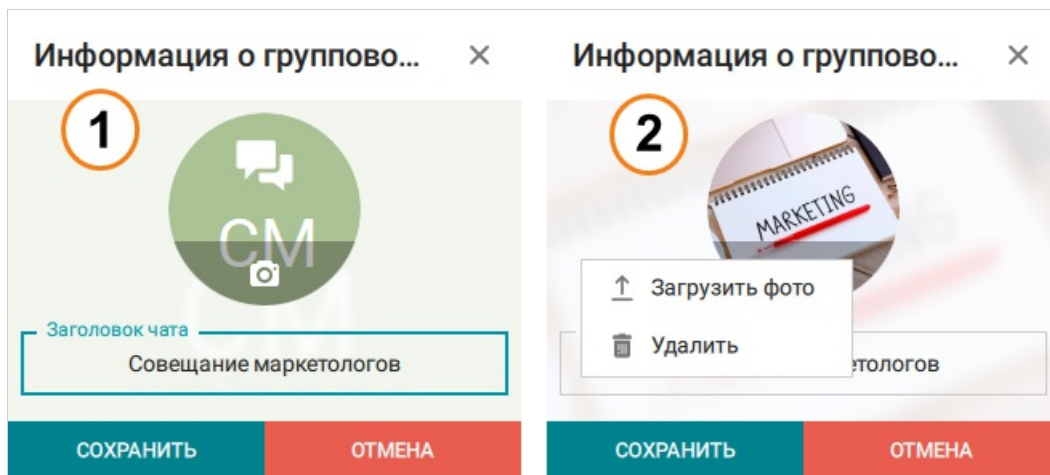 Информация о группово...
1
СМ
Заголовок чата
Совещание маркетологов
СОХРАНИТЬ
ОТМЕНА
Информация о группово...
2
MARKETING
Загрузить фото
Удалить
етологов
СОХРАНИТЬ
ОТМЕНА